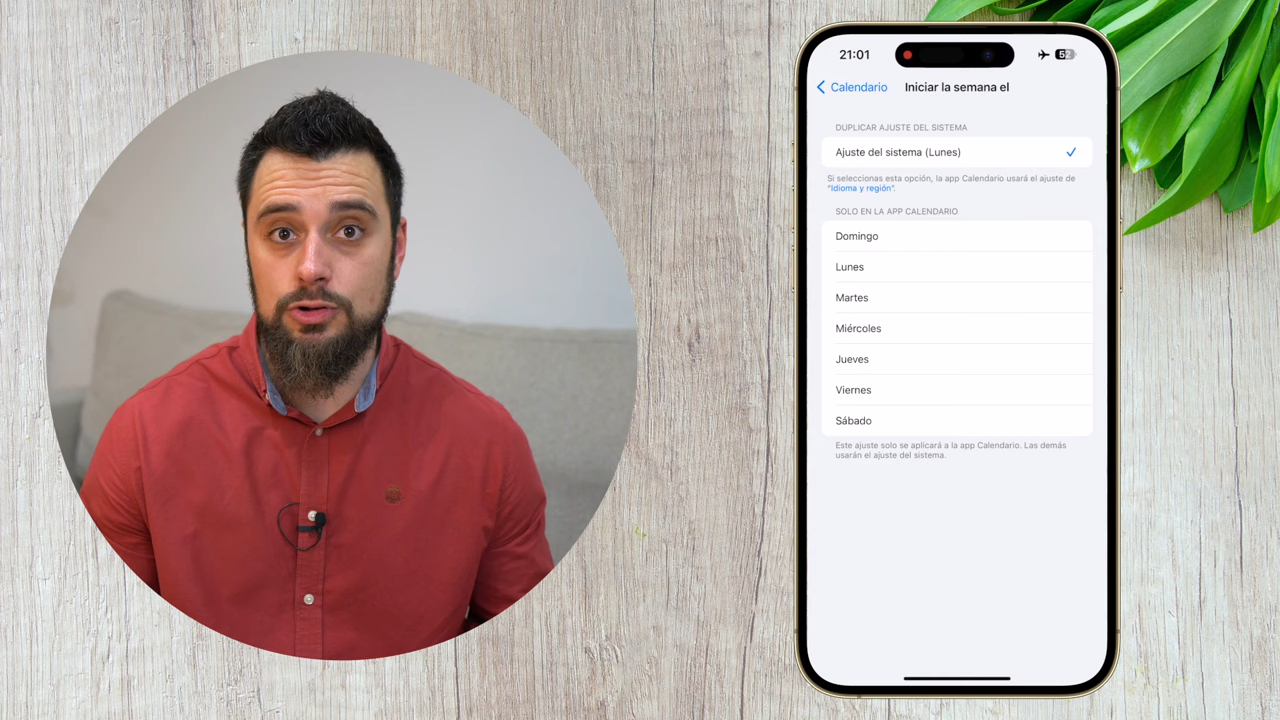 21:01
52
Calendario
Iniciar la semana el
DUPLICAR AJUSTE DEL SISTEMA
Ajuste del sistema (Lunes)
Si seleccionas esta opción, la app Calendario usará el ajuste de
"Idioma y región".
SOLO EN LA APP CALENDARIO
Domingo
Lunes
Martes
Miércoles
Jueves
Viernes
Sábado
Este ajuste solo se aplicará a la app Calendario. Las demás
usarán el ajuste del sistema.